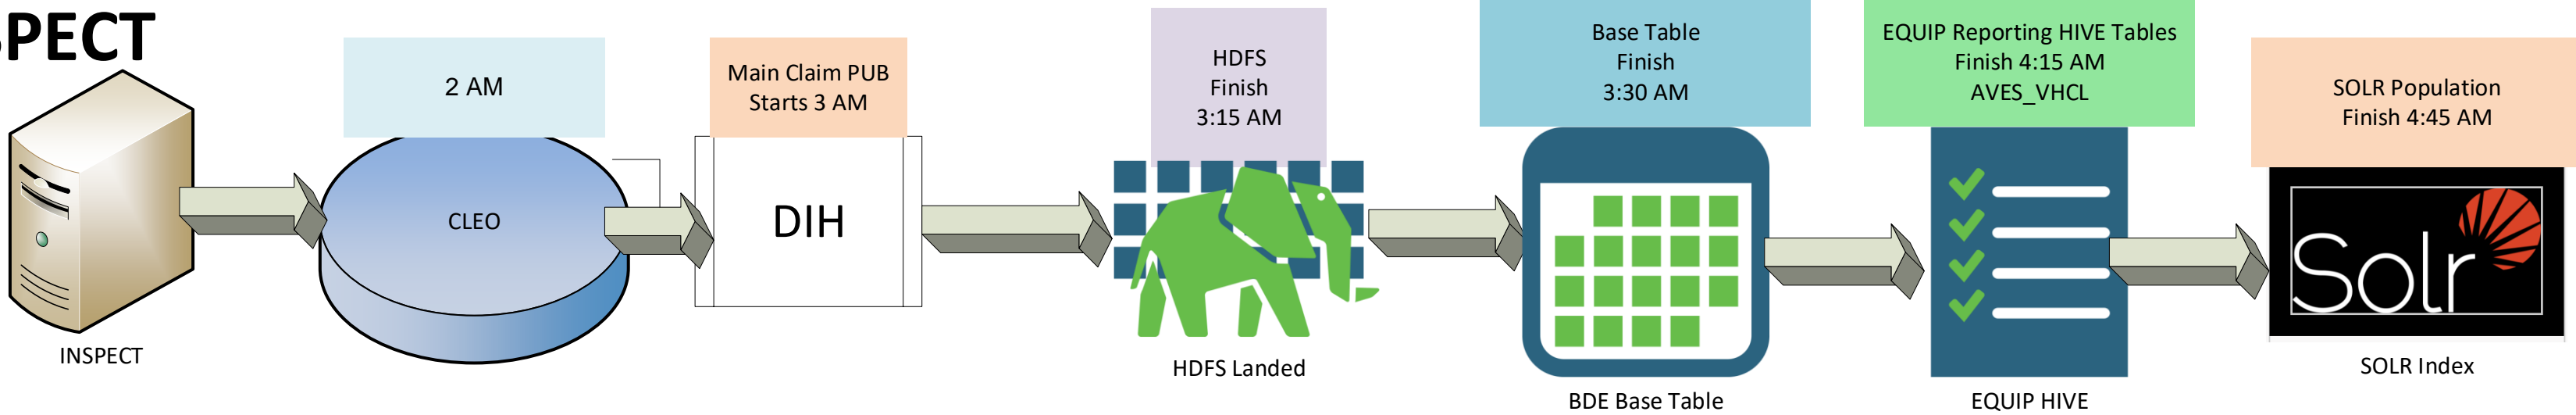 SPECT
INSPECT
2 AM
CLEO
Main Claim PUB
Starts 3 AM
DIH
HDFS
Finish
3:15 AM
HDFS Landed
Base Table
Finish
3:30 AM
BDE Base Table
EQUIP Reporting HIVE Tables
Finish 4:15 AM
AVES_VHCL
EQUIP HIVE
SOLR Population
Finish 4:45 AM
Solr
SOLR Index